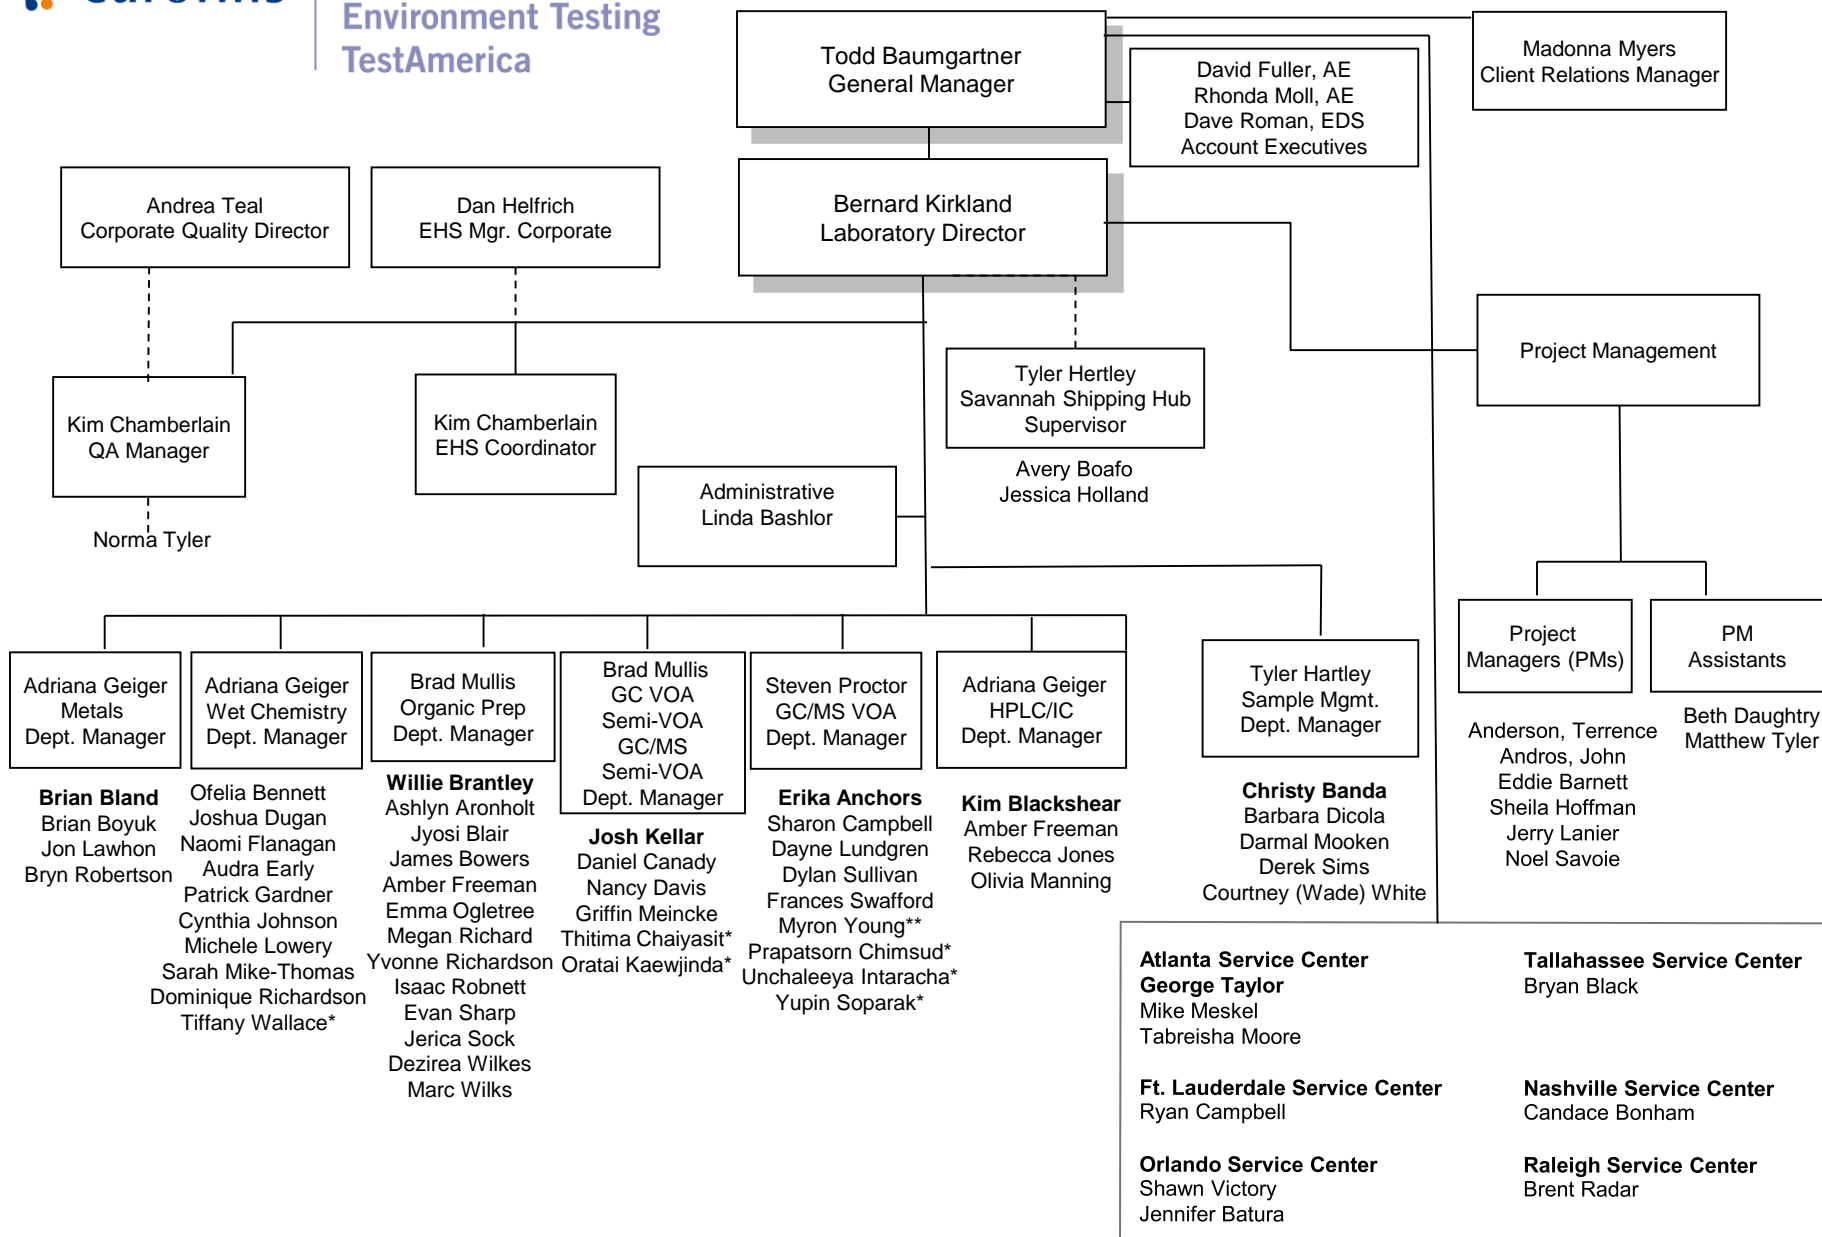 Environment Testing
TestAmerica
Todd Baumgartner
General Manager
Madonna Myers
Client Relations Manager
David Fuller, AE
Rhonda Moll, AE
Dave Roman, EDS
Account Executives
Andrea Teal
Corporate Quality Director
Dan Helfrich
EHS Mgr. Corporate
Bernard Kirkland
Laboratory Director
Project Management
Kim Chamberlain
QA Manager
Norma Tyler
Kim Chamberlain
EHS Coordinator
Tyler Hertley
Savannah Shipping Hub
Supervisor
Avery Boafo
Jessica Holland
Administrative
Linda Bashlor
Adriana Geiger
Metals
Dept. Manager
Brian Bland
Brian Boyuk
Jon Lawhon
Bryn Robertson
Adriana Geiger
Wet Chemistry
Dept. Manager
Ofelia Bennett
Joshua Dugan
Naomi Flanagan
Audra Early
Patrick Gardner
Cynthia Johnson
Michele Lowery
Sarah Mike-Thomas
Dominique Richardson
Tiffany Wallace*
Brad Mullis
Organic Prep
Dept. Manager
Willie Brantley
Ashlyn Aronholt
Jyosi Blair
James Bowers
Amber Freeman
Emma Ogletree
Megan Richard
Yvonne Richardson
Isaac Robnett
Evan Sharp
Jerica Sock
Dezirea Wilkes
Marc Wilks
Brad Mullis
GC VOA
Semi-VOA
GC/MS
Semi-VOA
Dept. Manager
Josh Kellar
Daniel Canady
Nancy Davis
Griffin Meincke
Thitima Chaiyasit*
Oratai Kaewjinda*
Steven Proctor
GC/MS VOA
Dept. Manager
Erika Anchors
Sharon Campbell
Dayne Lundgren
Dylan Sullivan
Frances Swafford
Myron Young**
Prapatsorn Chimsud*
Unchaleeya Intaracha*
Yupin Soparak*
Adriana Geiger
HPLC/IC
Dept. Manager
Kim Blackshear
Amber Freeman
Rebecca Jones
Olivia Manning
Tyler Hartley
Sample Mgmt.
Dept. Manager
Christy Banda
Barbara Dicola
Darmal Mooken
Derek Sims
Courtney (Wade) White
Project
Managers (PMs)
Anderson, Terrence
Andros, John
Eddie Barnett
Sheila Hoffman
Jerry Lanier
Noel Savoie
PM
Assistants
Beth Daughtry
Matthew Tyler
Atlanta Service Center
George Taylor
Mike Meskel
Tabreisha Moore
Tallahassee Service Center
Bryan Black
Ft. Lauderdale Service Center
Ryan Campbell
Nashville Service Center
Candace Bonham
Orlando Service Center
Shawn Victory
Jennifer Batura
Raleigh Service Center
Brent Radar